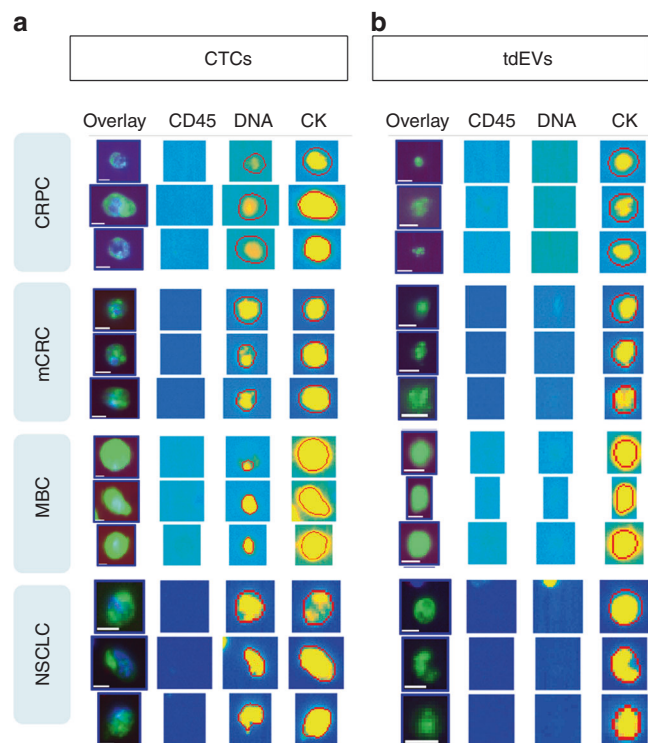 a
b
CTCs
tdEVs
Overlay CD45 DNA CK
Overlay CD45 DNA CK
CRPC
mCRC
MBC
NSCLC